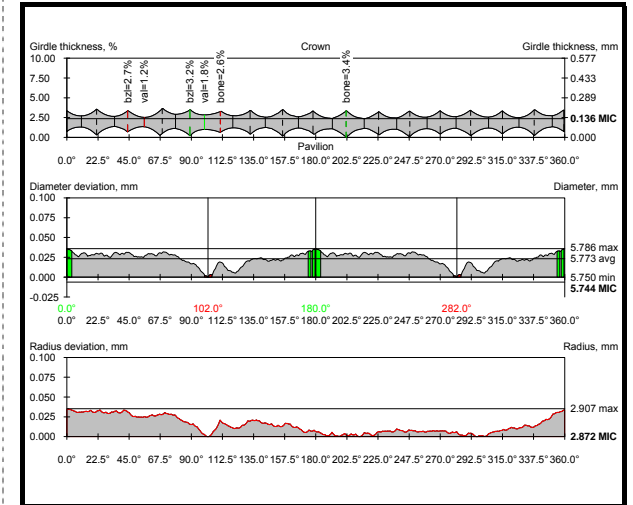 Girdle thickness, % Crown Girdle thickness, mm
10.00 0.577
7.50 0.433
5.00 0.289
2.50 0.136 MIC
0.00 0.000
bzl=2.7%
val=1.2%
bzl=3.2%
val=1.8%
bone=2.6%
bone=3.4%
Pavilion
0.0° 22.5° 45.0° 67.5° 90.0° 112.5° 135.0° 157.5° 180.0° 202.5° 225.0° 247.5° 270.0° 292.5° 315.0° 337.5° 360.0°
Diameter deviation, mm Diameter, mm
0.100
0.075
0.050
0.025
0.000
-0.025
5.786 max
5.773 avg
5.750 min
5.744 MIC
0.0° 102.0° 180.0° 282.0°
0.0° 22.5° 45.0° 67.5° 90.0° 112.5° 135.0° 157.5° 180.0° 202.5° 225.0° 247.5° 270.0° 292.5° 315.0° 337.5° 360.0°
Radius deviation, mm Radius, mm
0.100
0.075
0.050
0.025 2.907 max
0.000 2.872 MIC
0.0° 22.5° 45.0° 67.5° 90.0° 112.5° 135.0° 157.5° 180.0° 202.5° 225.0° 247.5° 270.0° 292.5° 315.0° 337.5° 360.0°